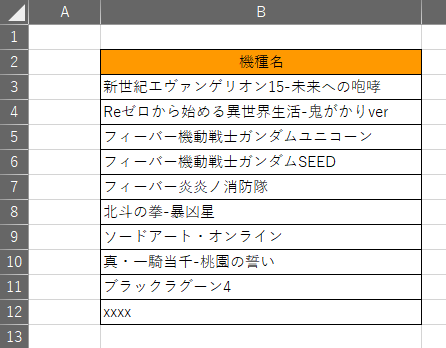 A B
1
2 機種名
3 新世紀エヴァンゲリオン15-未来への咆哮
4 Reゼロから始める異世界生活-鬼がかりver
5 フィーバー機動戦士ガンダムユニコーン
6 フィーバー機動戦士ガンダムSEED
7 フィーバー炎炎ノ消防隊
8 北斗の拳-暴凶星
9 ソードアート・オンライン
10 真・一騎当千-桃園の誓い
11 ブラックラグーン4
12 xxxx
13